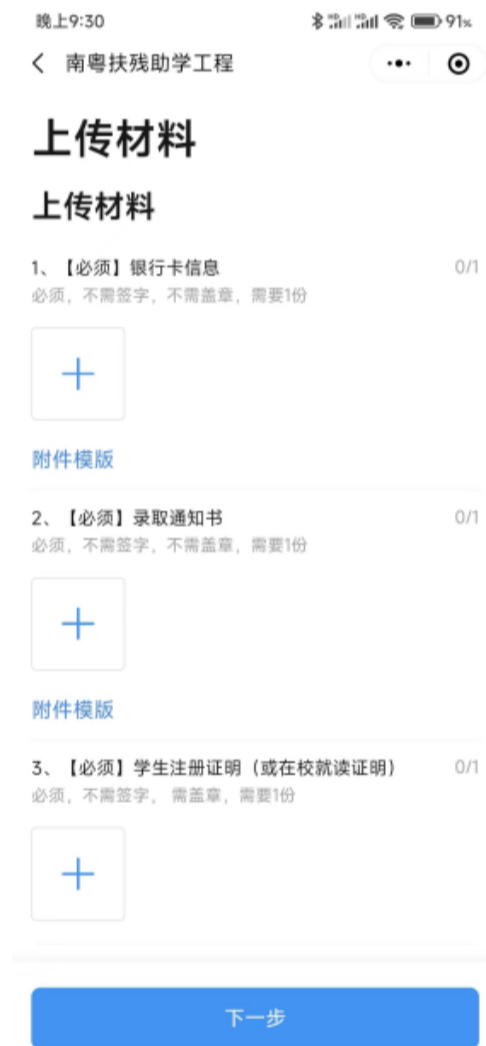 晚上9:30
91%
南粤扶残助学工程
上传材料
上传材料
1、【必须】银行卡信息 0/1
必须，不需签字，不需盖章，需要1份
附件模版
2、【必须】录取通知书 0/1
必须，不需签字，不需盖章，需要1份
附件模版
3、【必须】学生注册证明（或在校就读证明） 0/1
必须，不需签字， 需盖章，需要1份
下一步